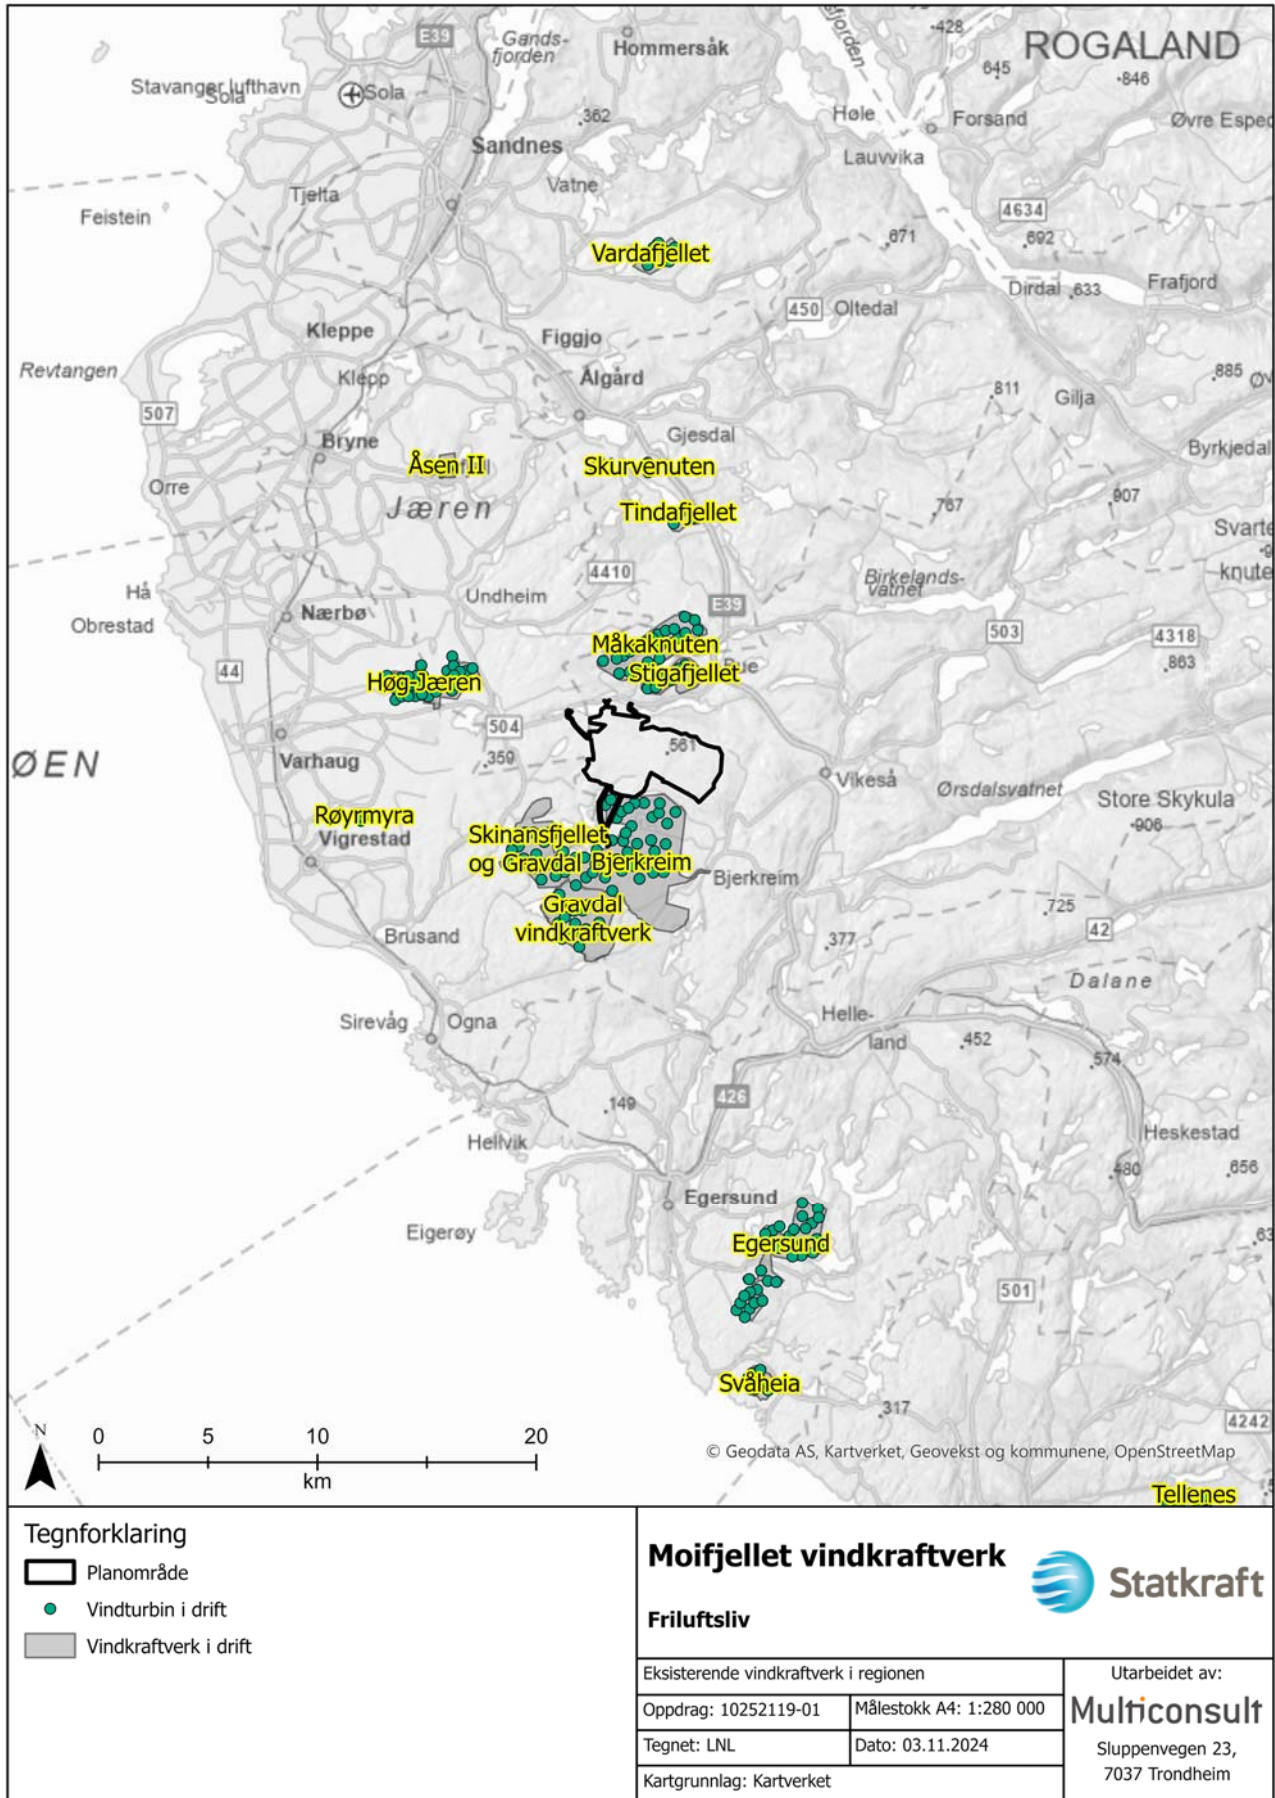 E39
Gands-
fjorden
Hommersåk
428
ROGALAND
645
846
Stavanger lufthavn
Sola
Sola
362
Høle
Forsand
Øvre Esped
Sandnes
Lauvvika
Vatne
Tjelta
Feistein
4634
671
692
Vardafjellet
Dirdal
633
Frafjord
450
Oltedal
Kleppe
Figgjo
Revtangen
Klepp
Ålgård
885
811
Gilja
507
Bryne
Gjesdal
Byrkjedal
Åsen II
Skurvenuten
Orre
Jæren
Tindafjellet
767
907
Svarte
knute
4410
Birkelands-
vatnet
Hå
Undheim
E39
Nærbø
Obrestad
503
4318
Måkaknuten
44
Stigafjellet
863
Høg-Jæren
504
561
ØEN
Varhaug
359
Vikeså
Ørsdalsvatnet
Store Skykula
Røyrmyra
906
Vigrestad
Skinansfjellet
og Gravdal
Bjerkreim
Bjerkreim
Gravdal
vindkraftverk
725
Brusand
377
42
Dalane
Sirevåg
Ogna
Helle-
land
452
574
426
149
Hellvik
Heskestad
480
656
Egersund
Eigerøy
Egersund
501
Svåheia
317
4242
N
0 5 10 20
km
© Geodata AS, Kartverket, Geovekst og kommunene, OpenStreetMap
Tellenes
Tegnforklaring
Planområde
Vindturbin i drift
Vindkraftverk i drift
Moifjellet vindkraftverk
Statkraft
Friluftsliv
Eksisterende vindkraftverk i regionen
Oppdrag: 10252119-01
Målestokk A4: 1:280 000
Tegnet: LNL
Dato: 03.11.2024
Kartgrunnlag: Kartverket
Utarbeidet av:
Multiconsult
Sluppenvegen 23,
7037 Trondheim